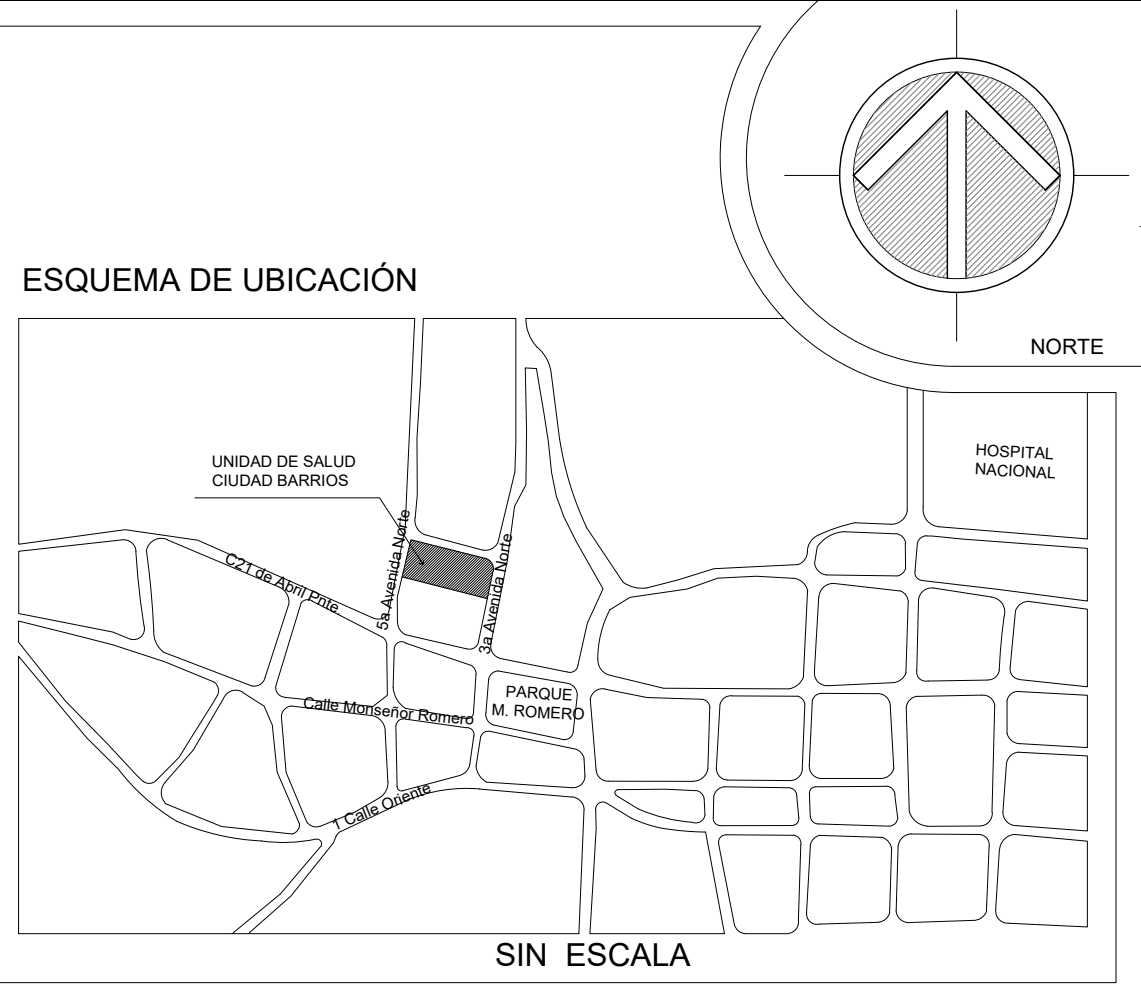 NORTE
ESQUEMA DE UBICACIÓN
UNIDAD DE SALUD
CIUDAD BARRIOS
HOSPITAL
NACIONAL
5a Avenida Norte
3a Avenida Norte
C21 de Abril Pnte.
PARQUE
M. ROMERO
Calle Monseñor Romero
1 Calle Oriente
SIN ESCALA